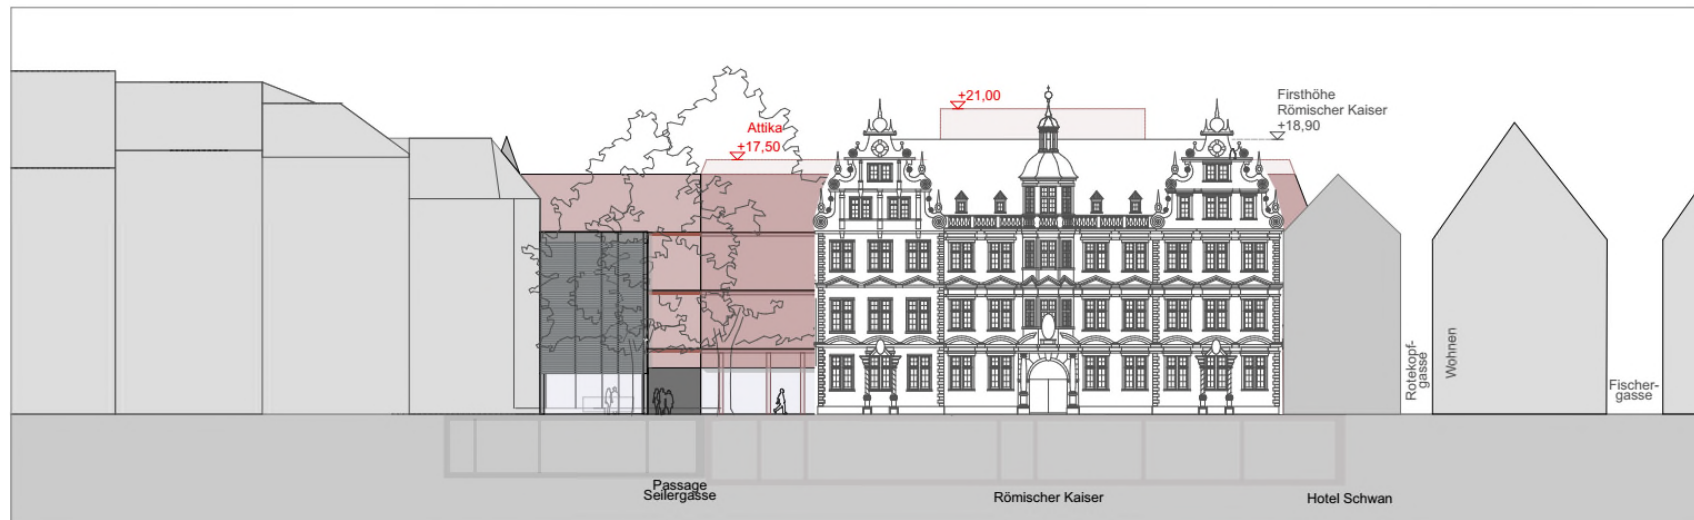 +21,00
Firsthöhe
Römischer Kaiser
+18,90
Attika
+17,50
Rotekopf-
gasse
Wohnen
Fischer-
gasse
Passage
Seilergasse
Römischer Kaiser
Hotel Schwan